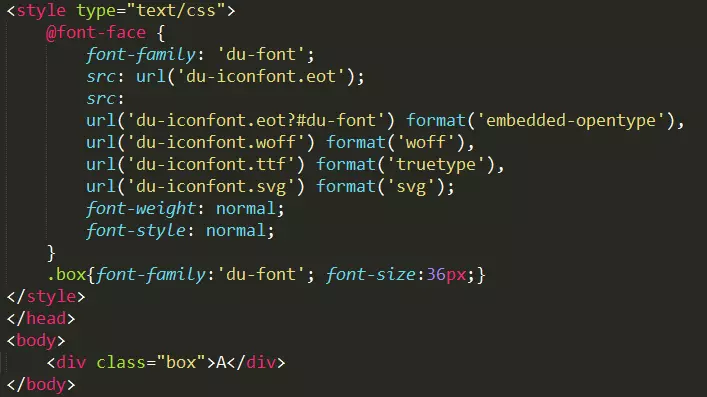 <style type="text/css">
    @font-face {
        font-family: 'du-font';
        src: url('du-iconfont.eot');
        src:
        url('du-iconfont.eot?#du-font') format('embedded-opentype'),
        url('du-iconfont.woff') format('woff'),
        url('du-iconfont.ttf') format('truetype'),
        url('du-iconfont.svg') format('svg');
        font-weight: normal;
        font-style: normal;
    }
    .box{font-family:'du-font'; font-size:36px;}
</style>
</head>
<body>
    <div class="box">A</div>
</body>